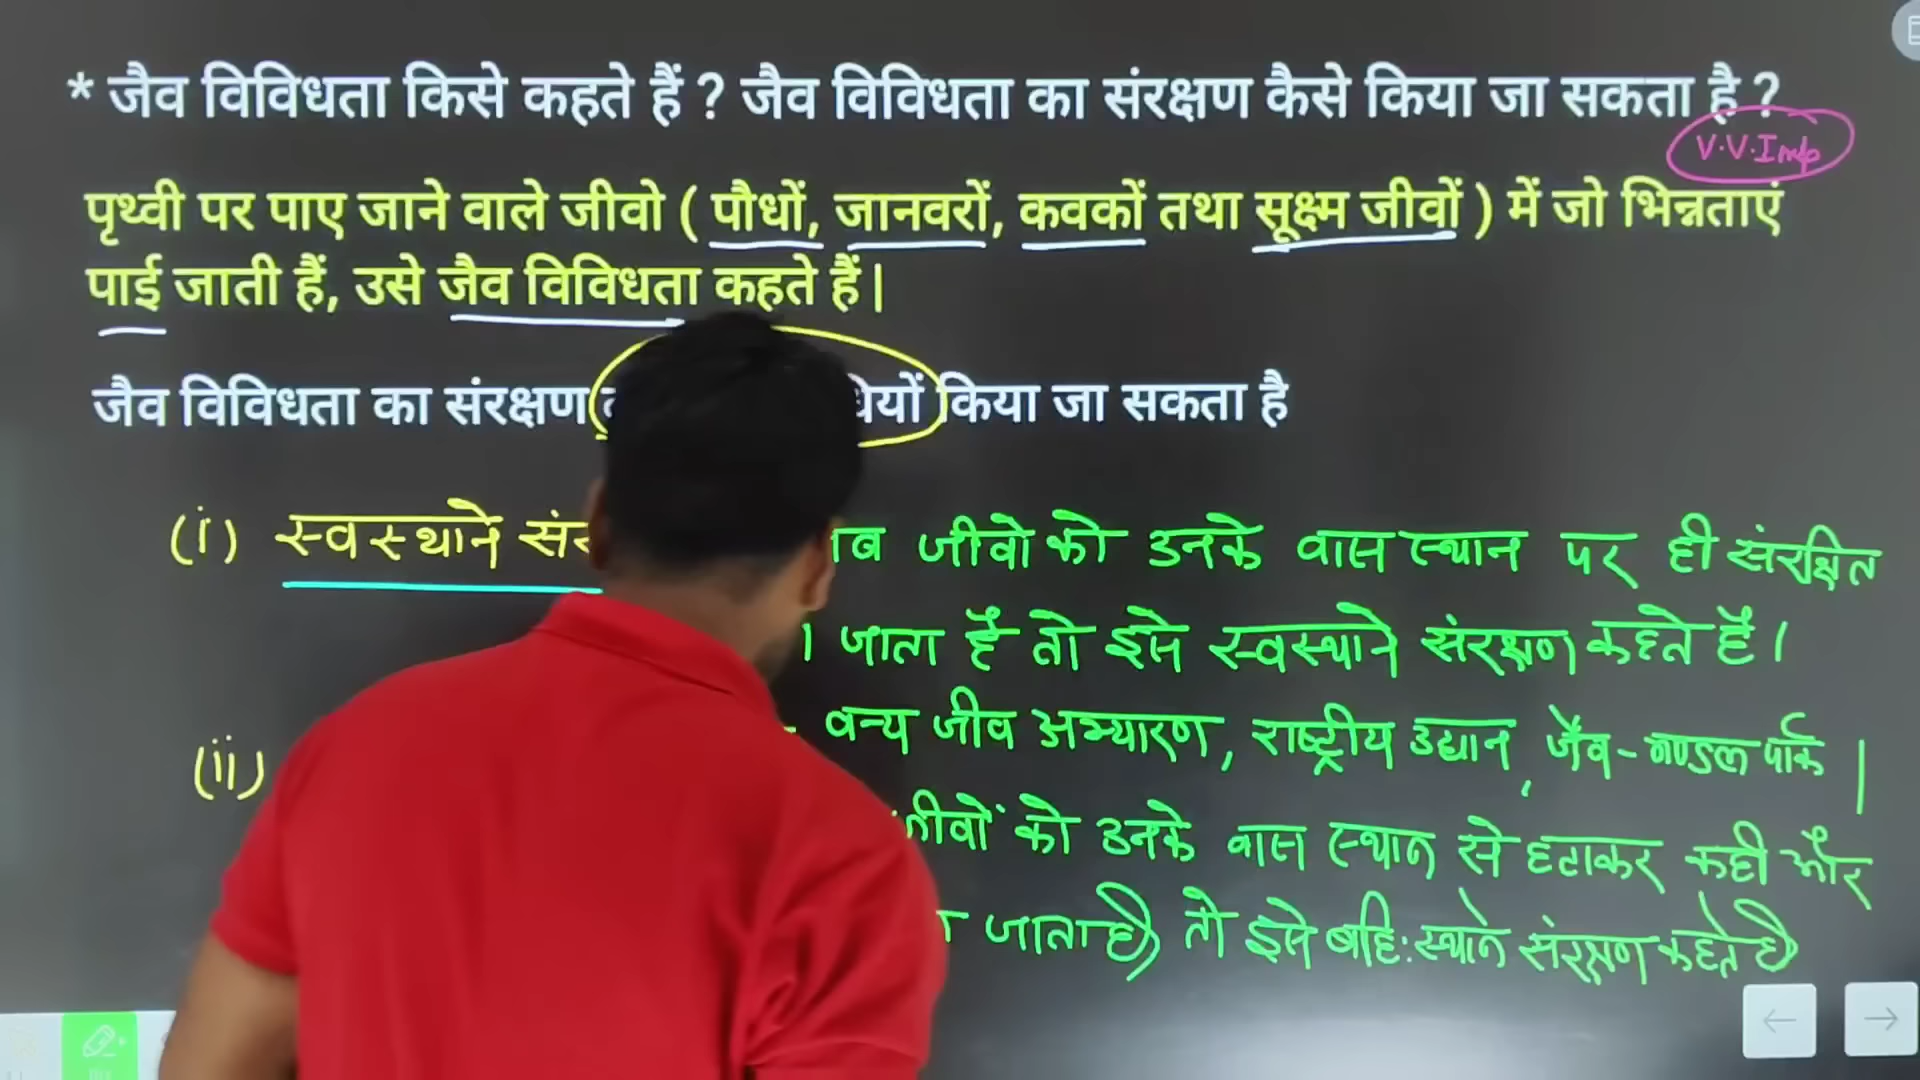 * जैव विविधता किसे कहते हैं ? जैव विविधता का संरक्षण कैसे किया जा सकता है ?
V.V.Imp
पृथ्वी पर पाए जाने वाले जीवो ( पौधों, जानवरों, कवकों तथा सूक्ष्म जीवों ) में जो भिन्नताएं
पाई जाती हैं, उसे जैव विविधता कहते हैं|
जैव विविधता का संरक्षण किया जा सकता है
(i) स्वस्थाने जीवो को उनके वास स्थान पर ही संरक्षित
जाता है तो इसे स्वस्थाने संरक्षण कहते है।
वन्य जीव अभ्यारण, राष्ट्रीय उद्यान, जैव-मण्डल पार्क |
(ii) जीवों को उनके वास स्थान से हटाकर कही और
जाता है तो इसे बहि:स्थाने संरक्षण कहते है